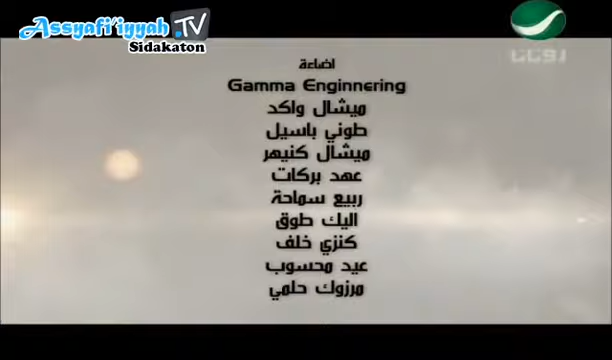 Assyafi'iyyah.TV
Sidakaton
روتانا
اضاءة
Gamma Enginnering
ميشال واكد
طوني باسيل
ميشال كنيهر
عهد بركات
ربيع سماحة
اليك طوق
كنزي خلف
عيد محسوب
مرزوك حلمي